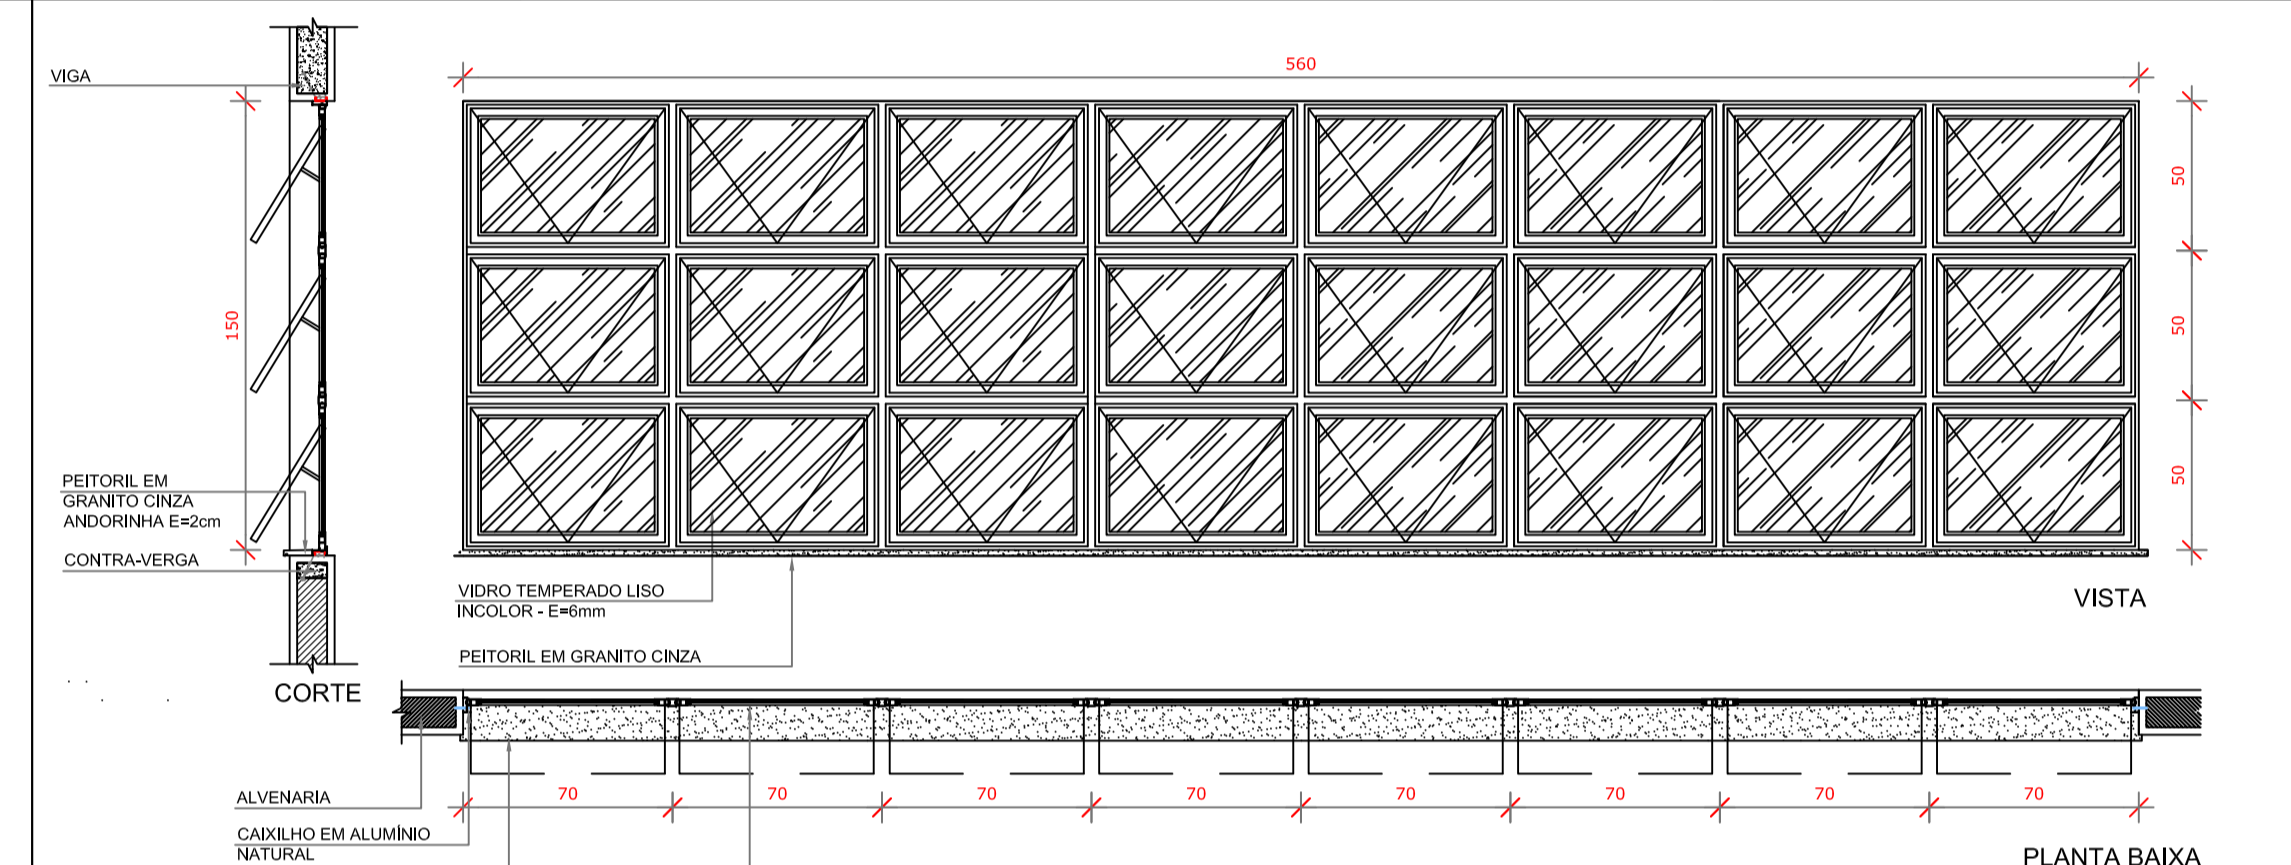 VIGA
560
50
50
50
150
PEITORIL EM
GRANITO CINZA
ANDORINHA E=2cm
CONTRA-VERGA
VIDRO TEMPERADO LISO
INCOLOR - E=6mm
VISTA
PEITORIL EM GRANITO CINZA
CORTE
ALVENARIA
70
70
70
70
70
70
70
70
CAIXILHO EM ALUMÍNIO
NATURAL
PLANTA BAIXA